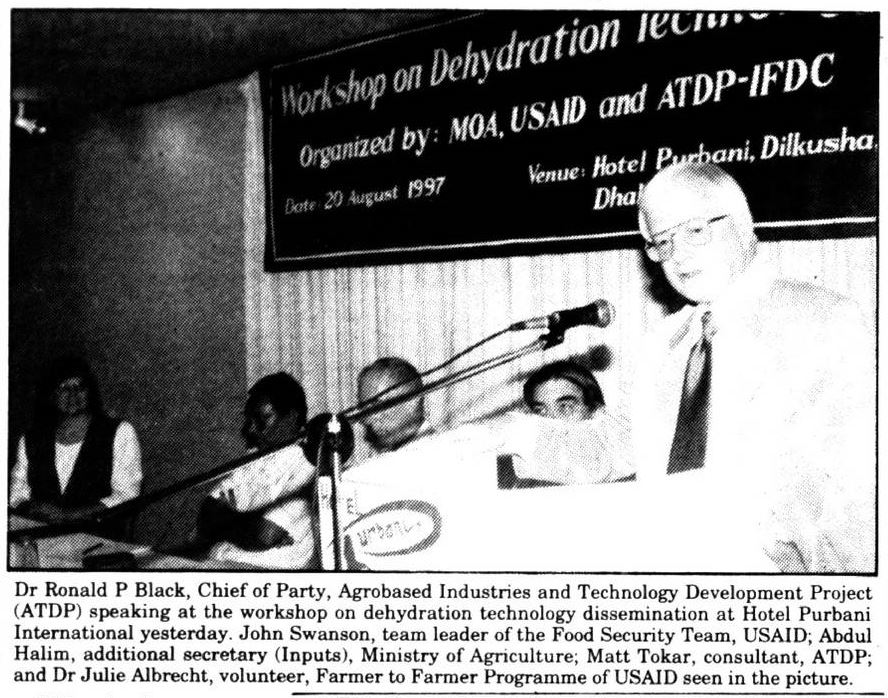 Workshop on Dehydration
Organized by: MOA, USAID and ATDP-IFDC
Date: 20 August 1997
Venue: Hotel Purbani, Dilkusha,
Dr Ronald P Black, Chief of Party, Agrobased Industries and Technology Development Project
(ATDP) speaking at the workshop on dehydration technology dissemination at Hotel Purbani
International yesterday. John Swanson, team leader of the Food Security Team, USAID; Abdul
Halim, additional secretary (Inputs), Ministry of Agriculture; Matt Tokar, consultant, ATDP;
and Dr Julie Albrecht, volunteer, Farmer to Farmer Programme of USAID seen in the picture.